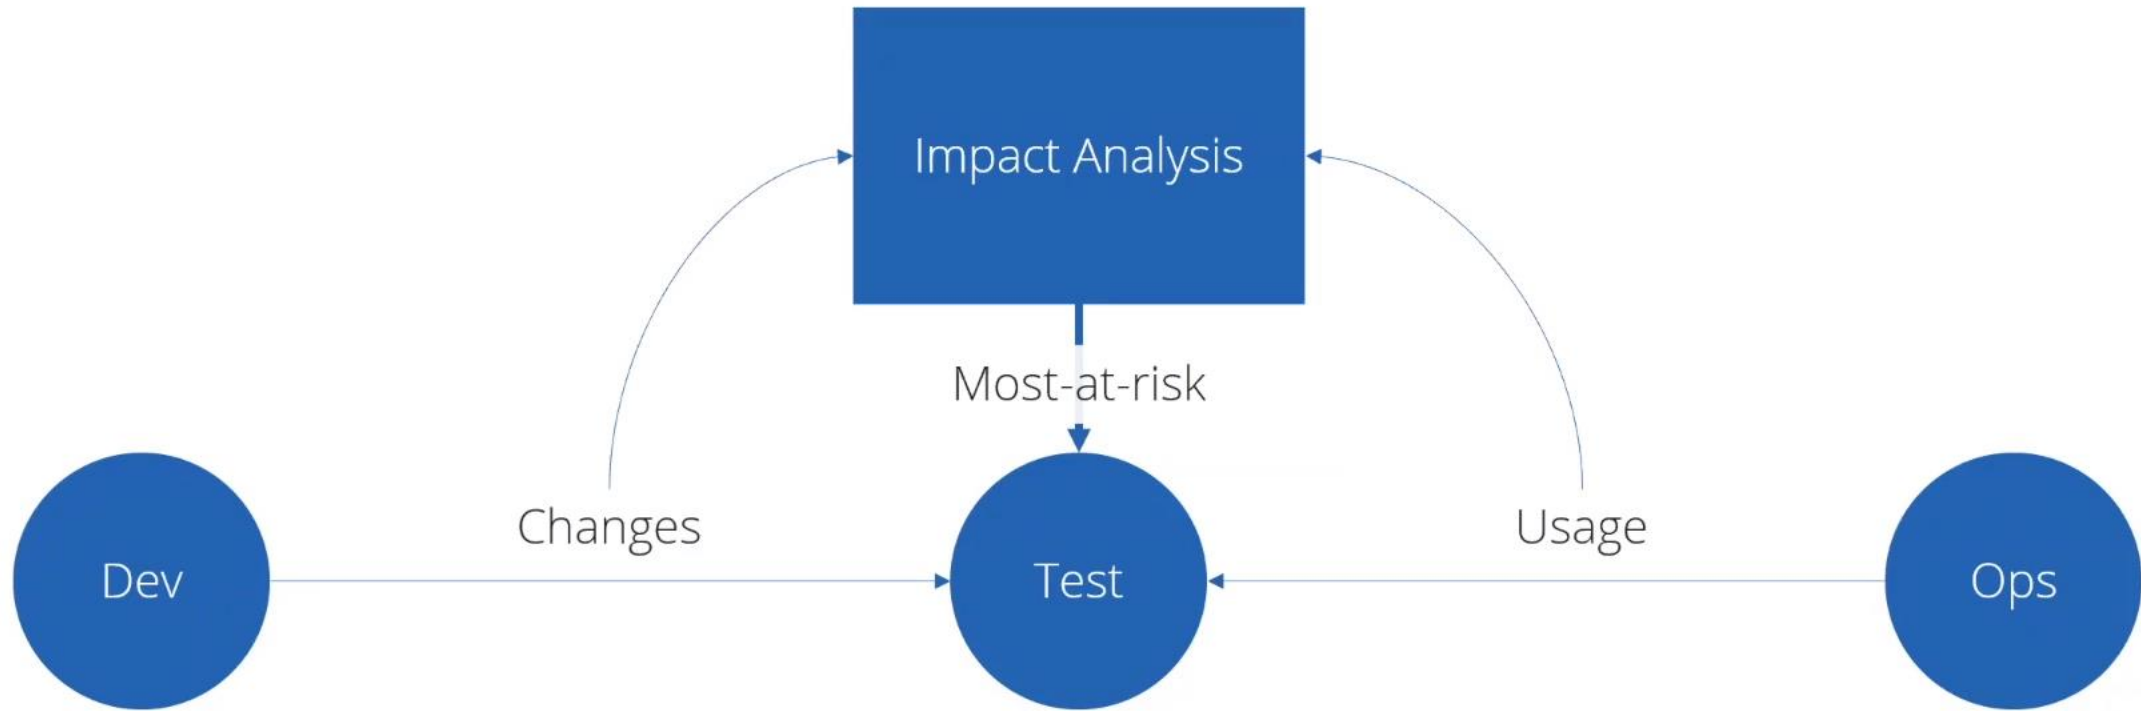 Impact Analysis
Most-at-risk
Changes
Usage
Dev
Test
Ops